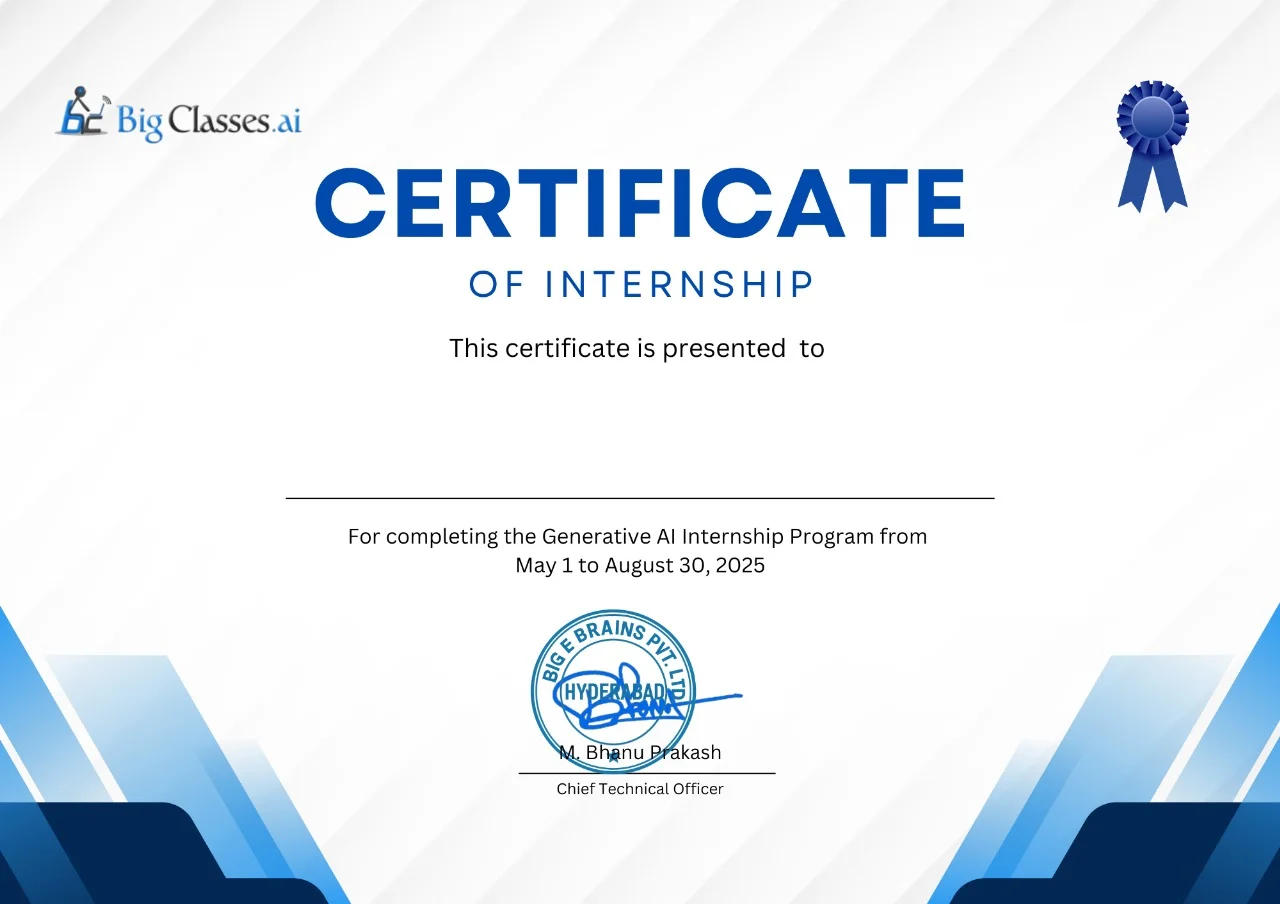 Big Classes.ai
CERTIFICATE
OF INTERNSHIP
This certificate is presented to
For completing the Generative AI Internship Program from
May 1 to August 30, 2025
BIG E BRAINS PVT. LTD
HYDERABAD
M. Bhanu Prakash
Chief Technical Officer